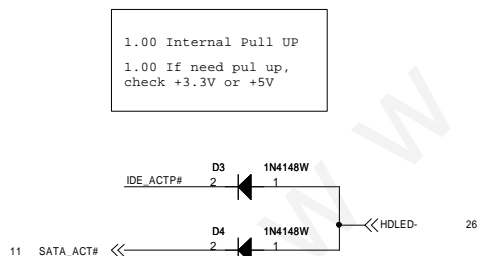 1.00 Internal Pull UP
1.00 If need pul up,
check +3.3V or +5V
D3 1N4148W
IDE_ACTP# 2 1
HDLED- 26
D4 1N4148W
11 SATA_ACT# 2 1